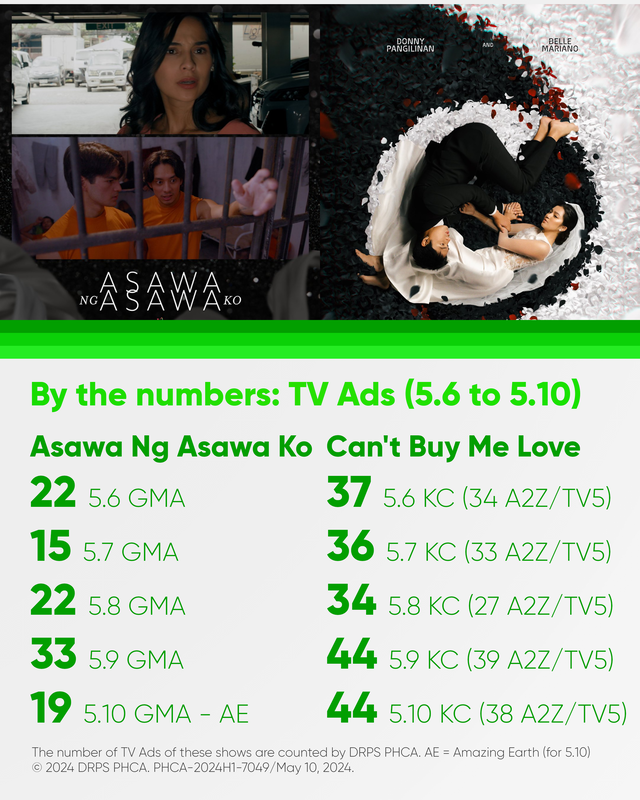 DONNY
PANGILINAN
AND
BELLE
MARIANO
ASAWA
NG ASAWA KO
By the numbers: TV Ads (5.6 to 5.10)
Asawa Ng Asawa Ko
22 5.6 GMA
15 5.7 GMA
22 5.8 GMA
33 5.9 GMA
19 5.10 GMA - AE
Can't Buy Me Love
37 5.6 KC (34 A2Z/TV5)
36 5.7 KC (33 A2Z/TV5)
34 5.8 KC (27 A2Z/TV5)
44 5.9 KC (39 A2Z/TV5)
44 5.10 KC (38 A2Z/TV5)
The number of TV Ads of these shows are counted by DRPS PHCA. AE = Amazing Earth (for 5.10)
© 2024 DRPS PHCA. PHCA-2024H1-7049/May 10, 2024.